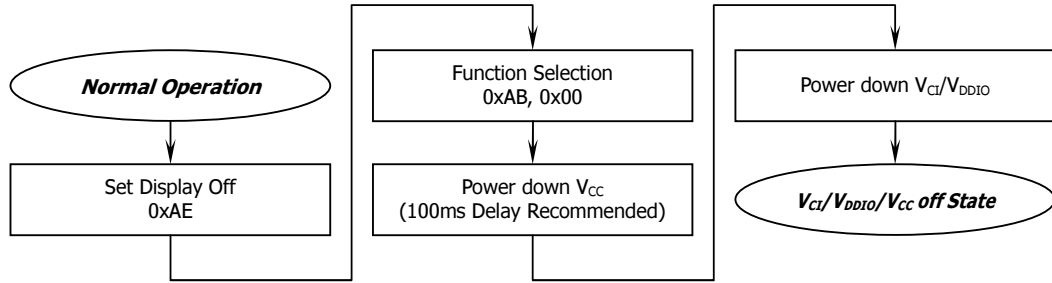 Normal Operation
Set Display Off
0xAE
Function Selection
0xAB, 0x00
Power down VCC
(100ms Delay Recommended)
Power down VCI/VDDIO
VCI/VDDIO/VCC off State